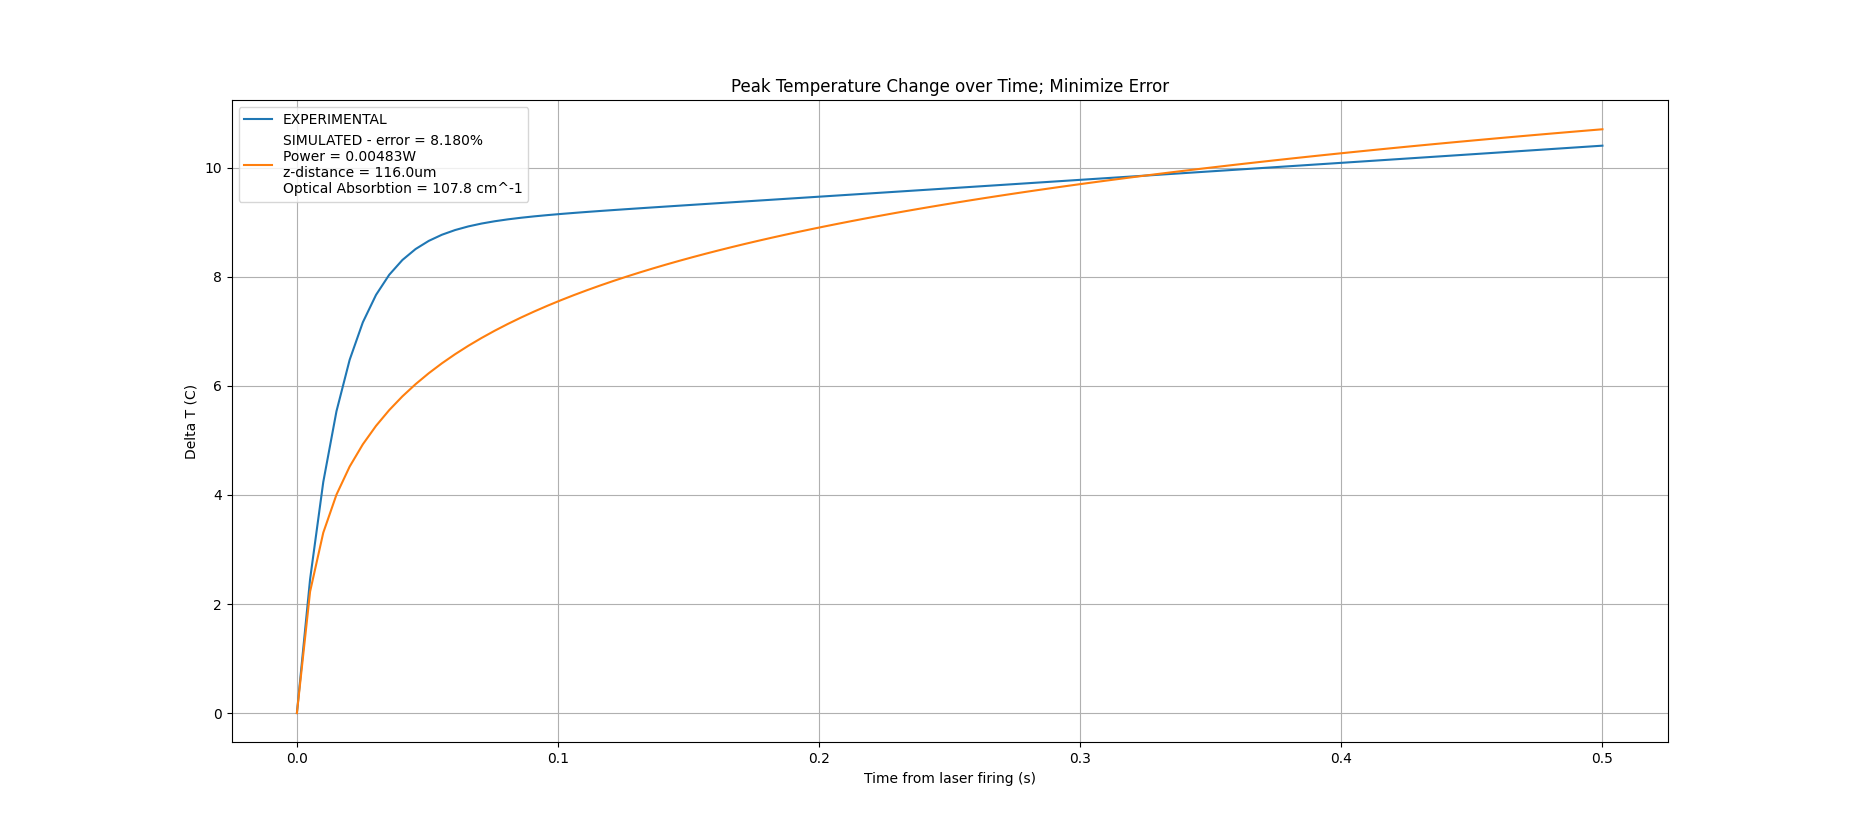 Peak Temperature Change over Time; Minimize Error
EXPERIMENTAL
SIMULATED - error = 8.180%
Power = 0.00483W
z-distance = 116.0um
Optical Absorbtion = 107.8 cm^-1
Delta T (C)
10
8
6
4
2
0
0.0
0.1
0.2
0.3
0.4
0.5
Time from laser firing (s)